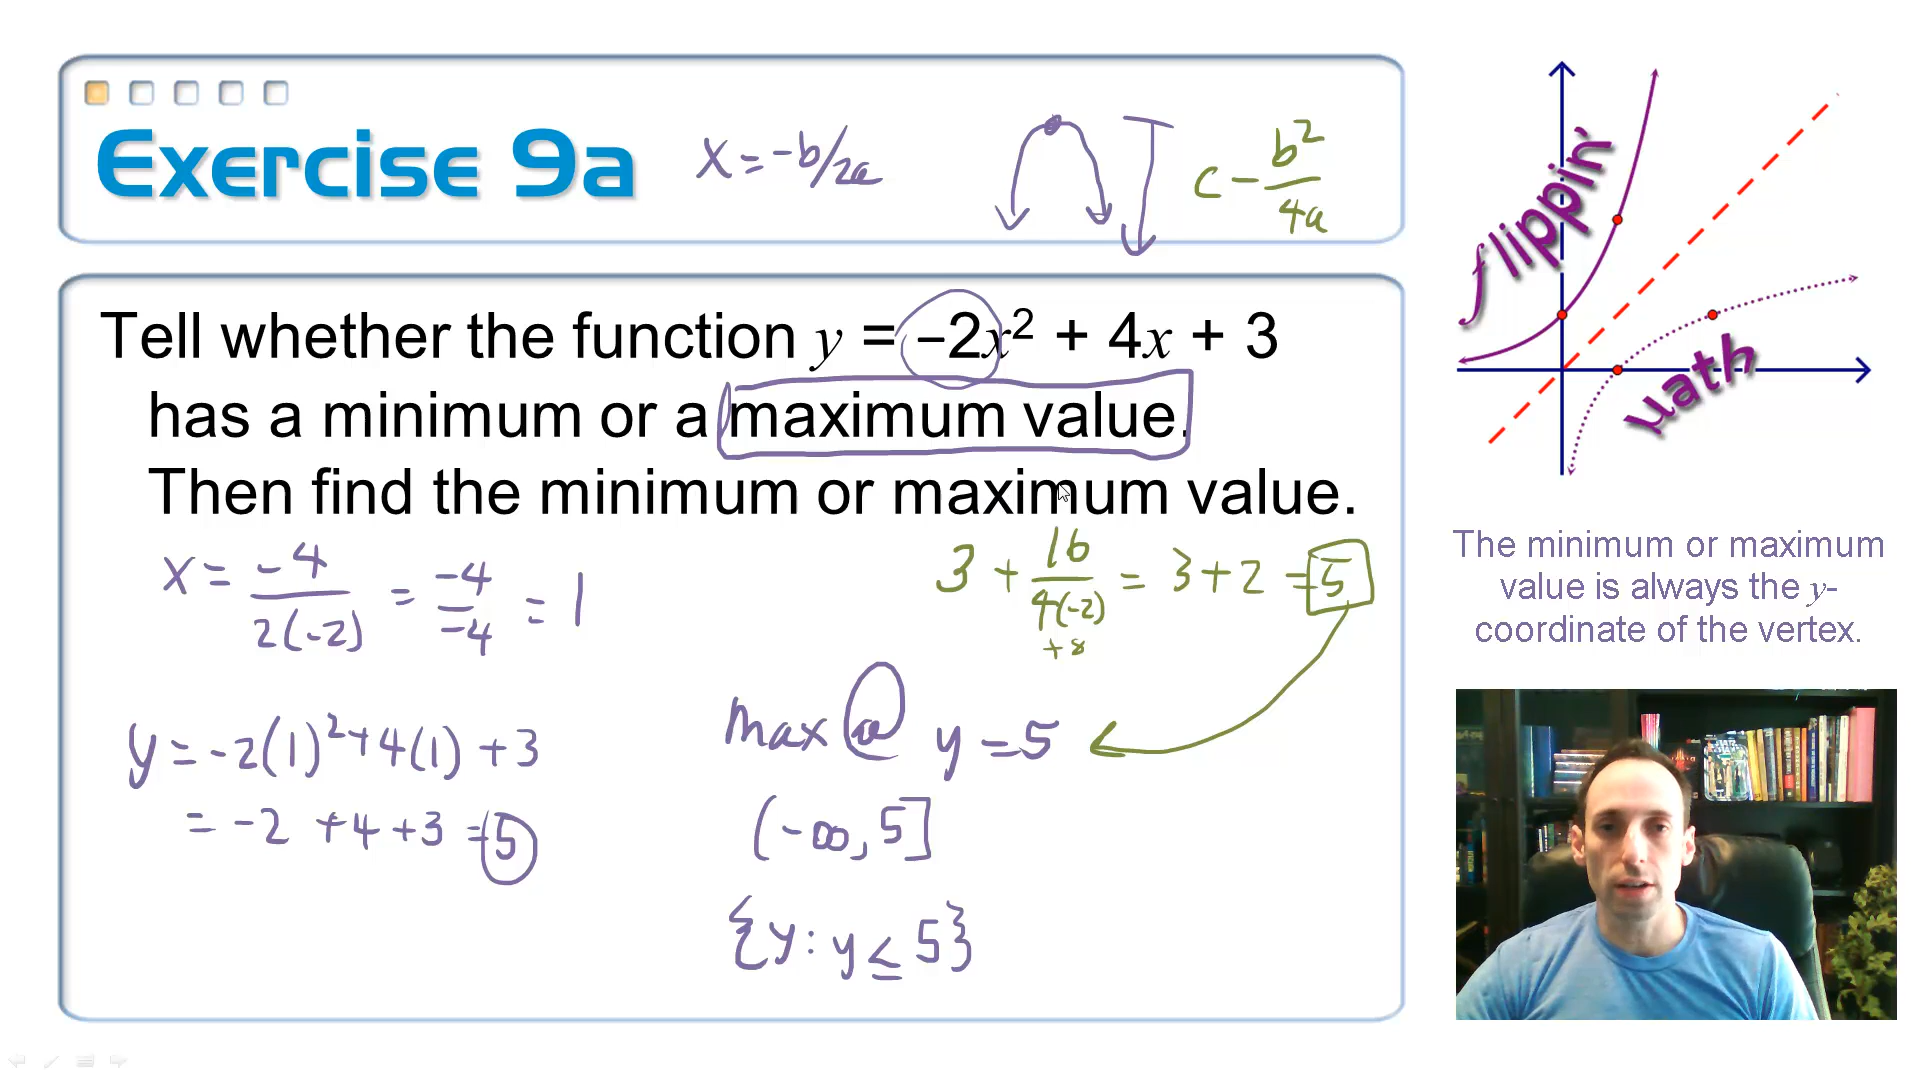 Exercise 9a
x = -b/2a
c - b²/4a
Tell whether the function y = –2x² + 4x + 3
has a minimum or a maximum value.
Then find the minimum or maximum value.
x = -4/2(-2) = -4/-4 = 1
3 + 16/4(-2) = 3 + 2 = 5
+8
y = -2(1)² + 4(1) + 3
= -2 + 4 + 3 = 5
max @ y = 5
(-∞, 5]
{y: y ≤ 5}
flippin'
math
The minimum or maximum
value is always the y-
coordinate of the vertex.